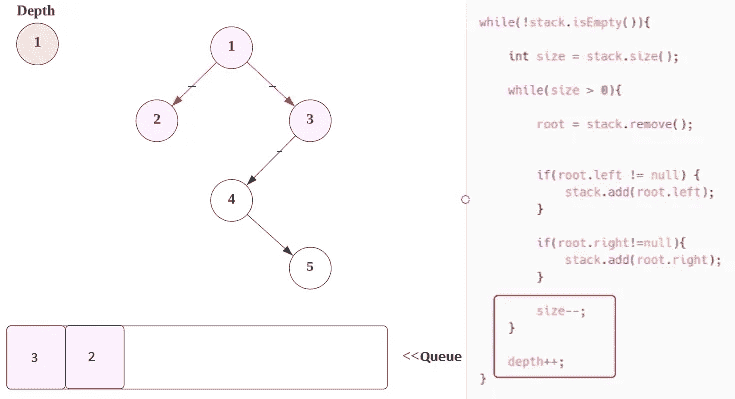 Depth
1
1
2
3
4
5
3
2
<<Queue
while(!stack.isEmpty()){
int size = stack.size();
while(size > 0){
root = stack.remove();
if(root.left != null) {
stack.add(root.left);
}
if(root.right!=null){
stack.add(root.right);
}
size--;
}
depth++;
}